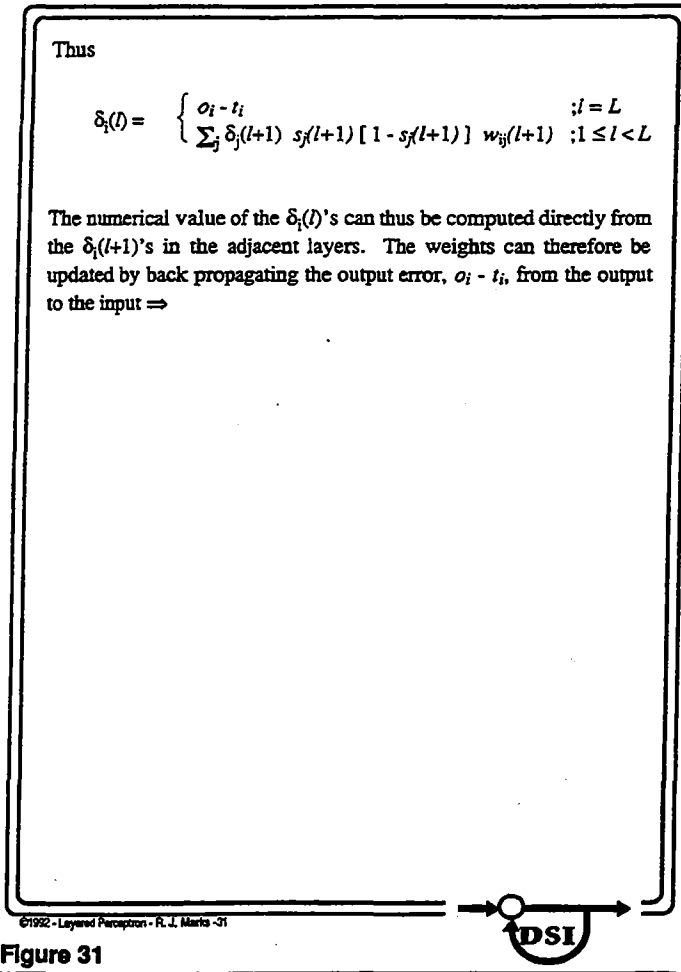 Thus
δi(l) = { oi - ti ;l = L
∑j δj(l+1) sj(l+1) [ 1 - sj(l+1) ] wij(l+1) ;1 ≤ l < L
The numerical value of the δi(l)'s can thus be computed directly from
the δi(l+1)'s in the adjacent layers. The weights can therefore be
updated by back propagating the output error, oi - ti, from the output
to the input ⇒
©1992 - Layered Perceptron - R. J. Marks -31
DSI
Figure 31